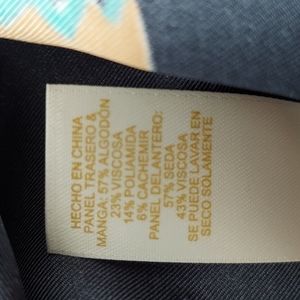 HECHO EN CHINA
PANEL TRASERO &
MANGA: 57% ALGODÓN
23% VISCOSA
14% POLIAMIDA
6% CACHEMIR
PANEL DELANTERO:
57% SEDA
43% VISCOSA
SE PUEDE LAVAR EN
SECO SOLAMENTE